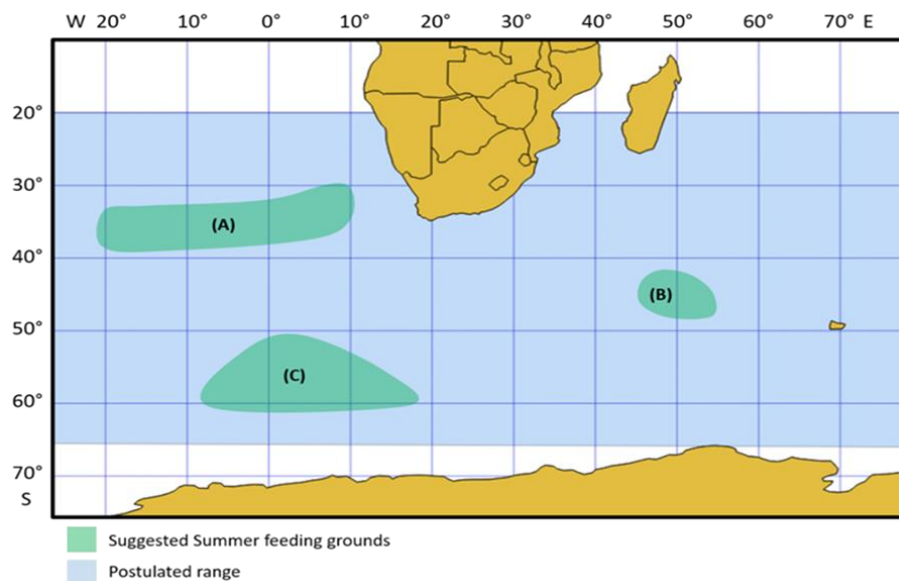 W 20° 10° 0° 10° 20° 30° 40° 50° 60° 70° E
20°
30°
(A)
40°
(B)
50°
(C)
60°
70°
S
Suggested Summer feeding grounds
Postulated range